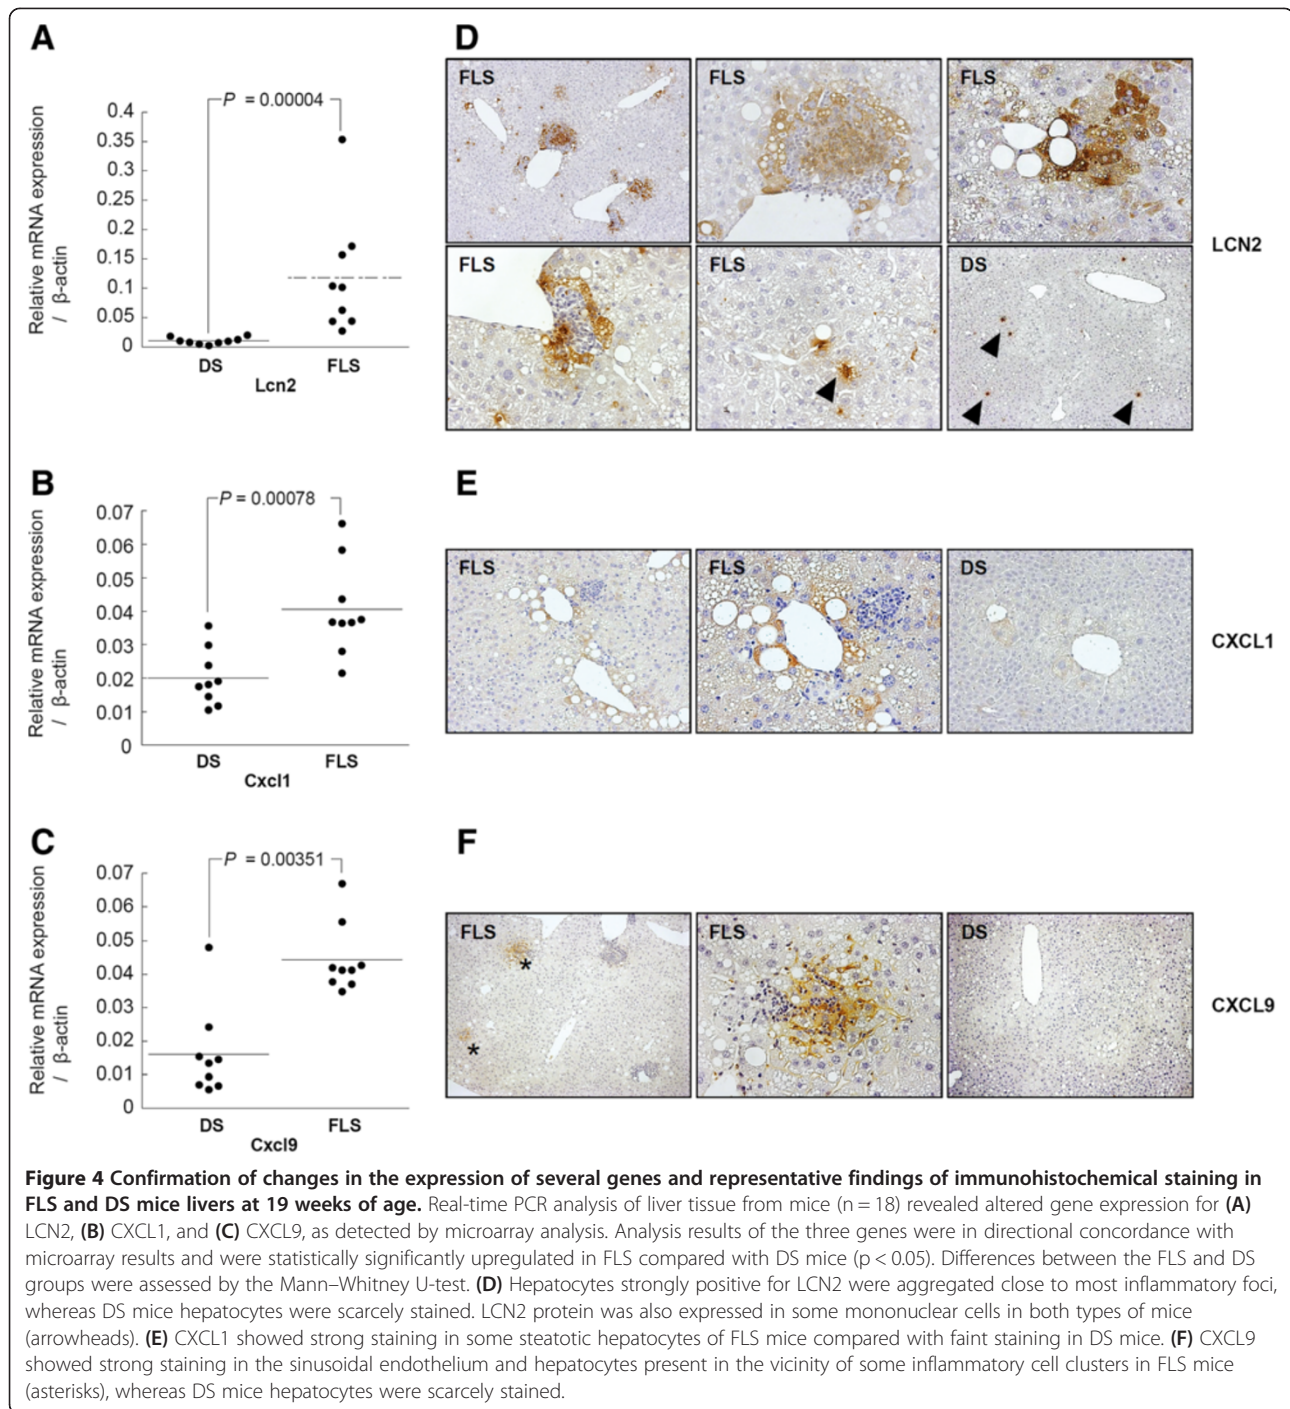 A
P = 0.00004
0.4
0.35
0.3
0.25
0.2
0.15
0.1
0.05
0
Relative mRNA expression
/ β-actin
DS
FLS
Lcn2
D
FLS
FLS
FLS
FLS
FLS
DS
LCN2
B
P = 0.00078
0.07
0.06
0.05
0.04
0.03
0.02
0.01
0
Relative mRNA expression
/ β-actin
DS
FLS
Cxcl1
E
FLS
FLS
DS
CXCL1
C
P = 0.00351
0.07
0.06
0.05
0.04
0.03
0.02
0.01
0
Relative mRNA expression
/ β-actin
DS
FLS
Cxcl9
F
FLS
*
*
FLS
DS
CXCL9
Figure 4 Confirmation of changes in the expression of several genes and representative findings of immunohistochemical staining in
FLS and DS mice livers at 19 weeks of age. Real-time PCR analysis of liver tissue from mice (n = 18) revealed altered gene expression for (A)
LCN2, (B) CXCL1, and (C) CXCL9, as detected by microarray analysis. Analysis results of the three genes were in directional concordance with
microarray results and were statistically significantly upregulated in FLS compared with DS mice (p < 0.05). Differences between the FLS and DS
groups were assessed by the Mann–Whitney U-test. (D) Hepatocytes strongly positive for LCN2 were aggregated close to most inflammatory foci,
whereas DS mice hepatocytes were scarcely stained. LCN2 protein was also expressed in some mononuclear cells in both types of mice
(arrowheads). (E) CXCL1 showed strong staining in some steatotic hepatocytes of FLS mice compared with faint staining in DS mice. (F) CXCL9
showed strong staining in the sinusoidal endothelium and hepatocytes present in the vicinity of some inflammatory cell clusters in FLS mice
(asterisks), whereas DS mice hepatocytes were scarcely stained.